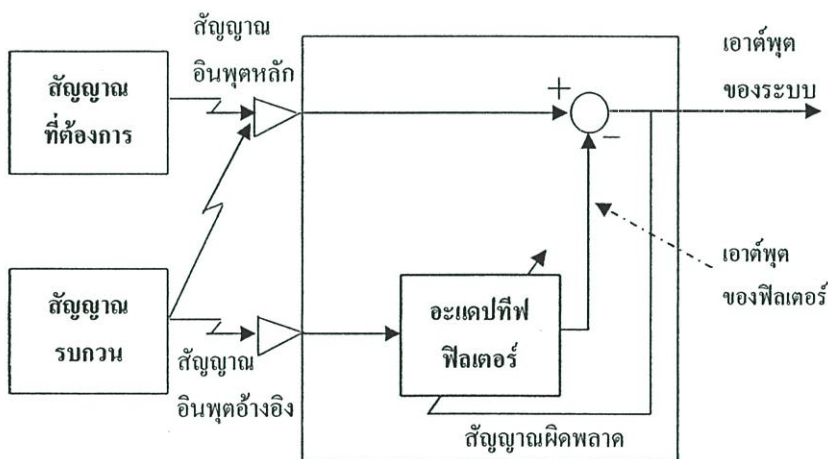 สัญญาณ
อินพุตหลัก
เอาต์พุต
ของระบบ
สัญญาณ
ที่ต้องการ
+
−
สัญญาณ
รบกวน
อะแดปทีฟ
ฟิลเตอร์
เอาต์พุต
ของฟิลเตอร์
สัญญาณ
อินพุตอ้างอิง
สัญญาณผิดพลาด